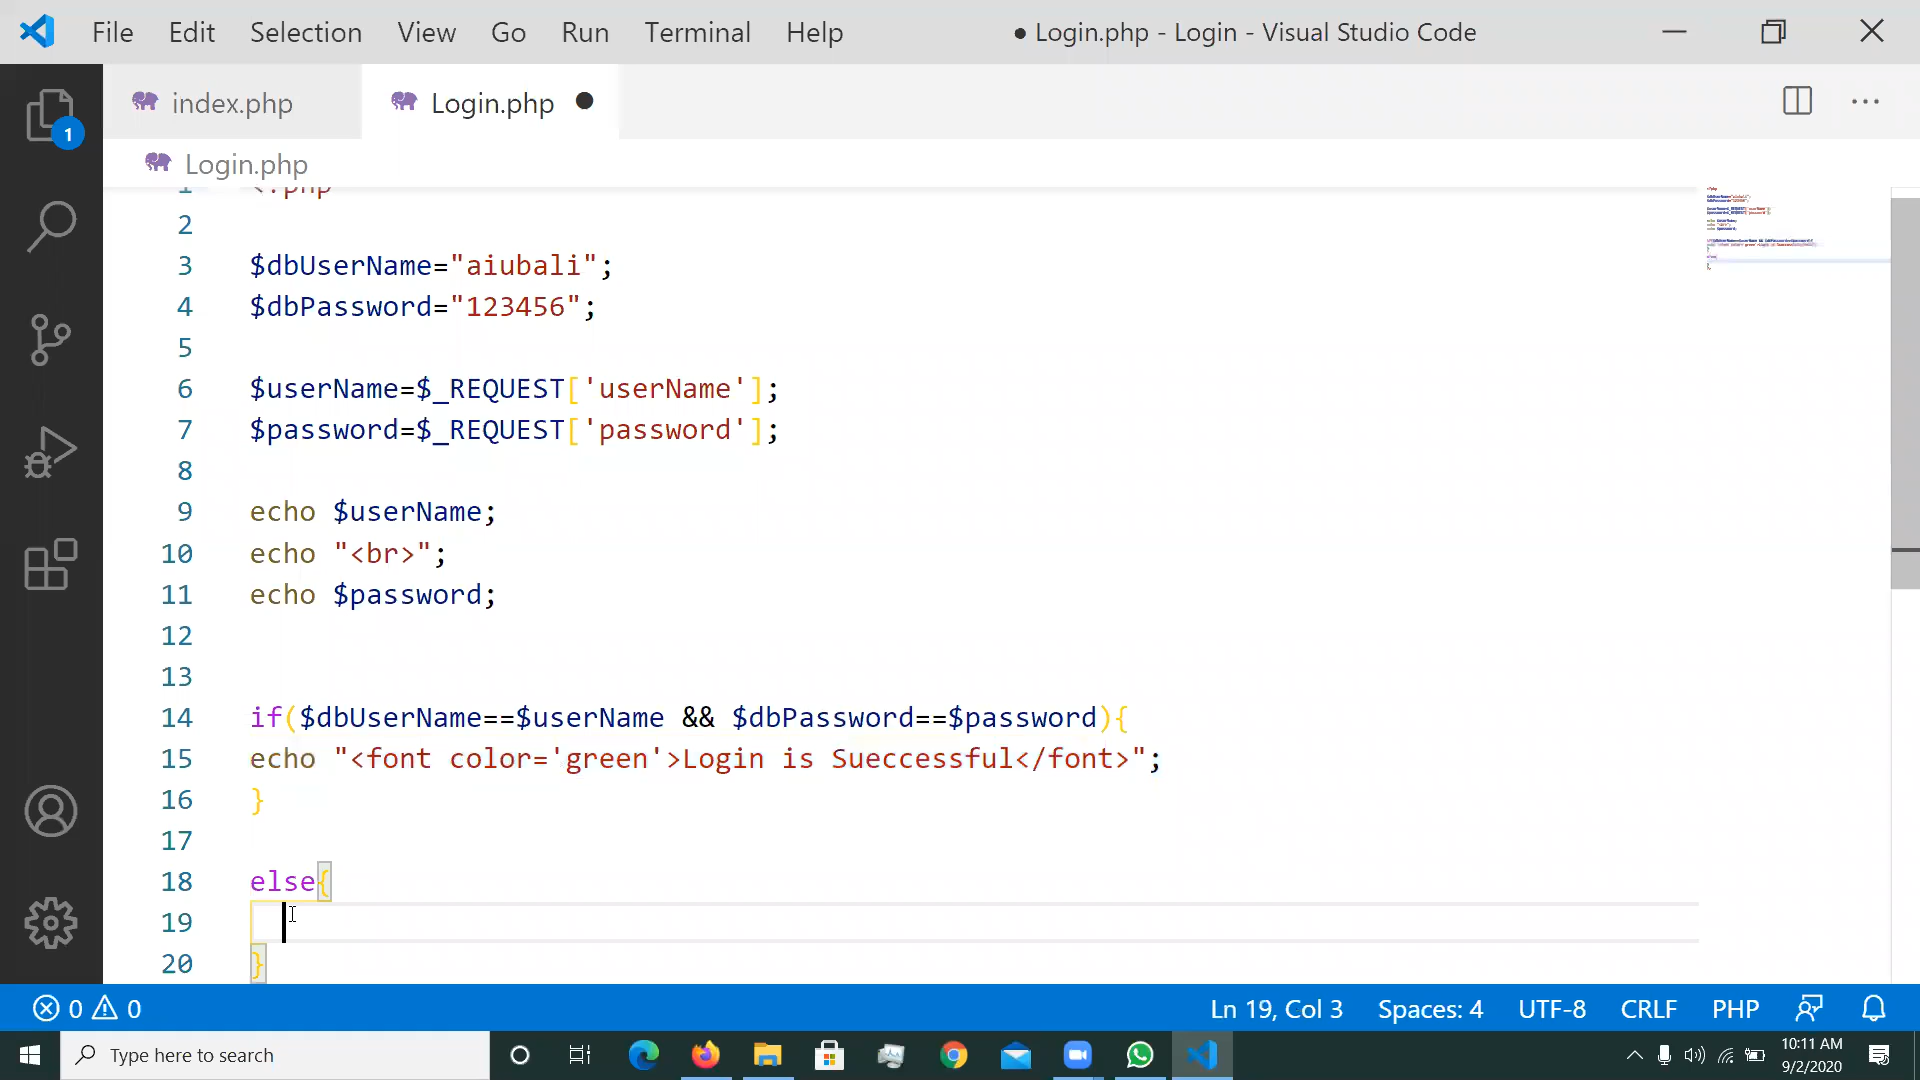 File Edit Selection View Go Run Terminal Help ● Login.php - Login - Visual Studio Code
index.php Login.php
Login.php
1 <?php
2
3 $dbUserName="aiubali";
4 $dbPassword="123456";
5
6 $userName=$_REQUEST['userName'];
7 $password=$_REQUEST['password'];
8
9 echo $userName;
10 echo "<br>";
11 echo $password;
12
13
14 if($dbUserName==$userName && $dbPassword==$password){
15 echo "<font color='green'>Login is Sueccessful</font>";
16 }
17
18 else{
19
20 }
1
0 0 Ln 19, Col 3 Spaces: 4 UTF-8 CRLF PHP
Type here to search 10:11 AM
9/2/2020